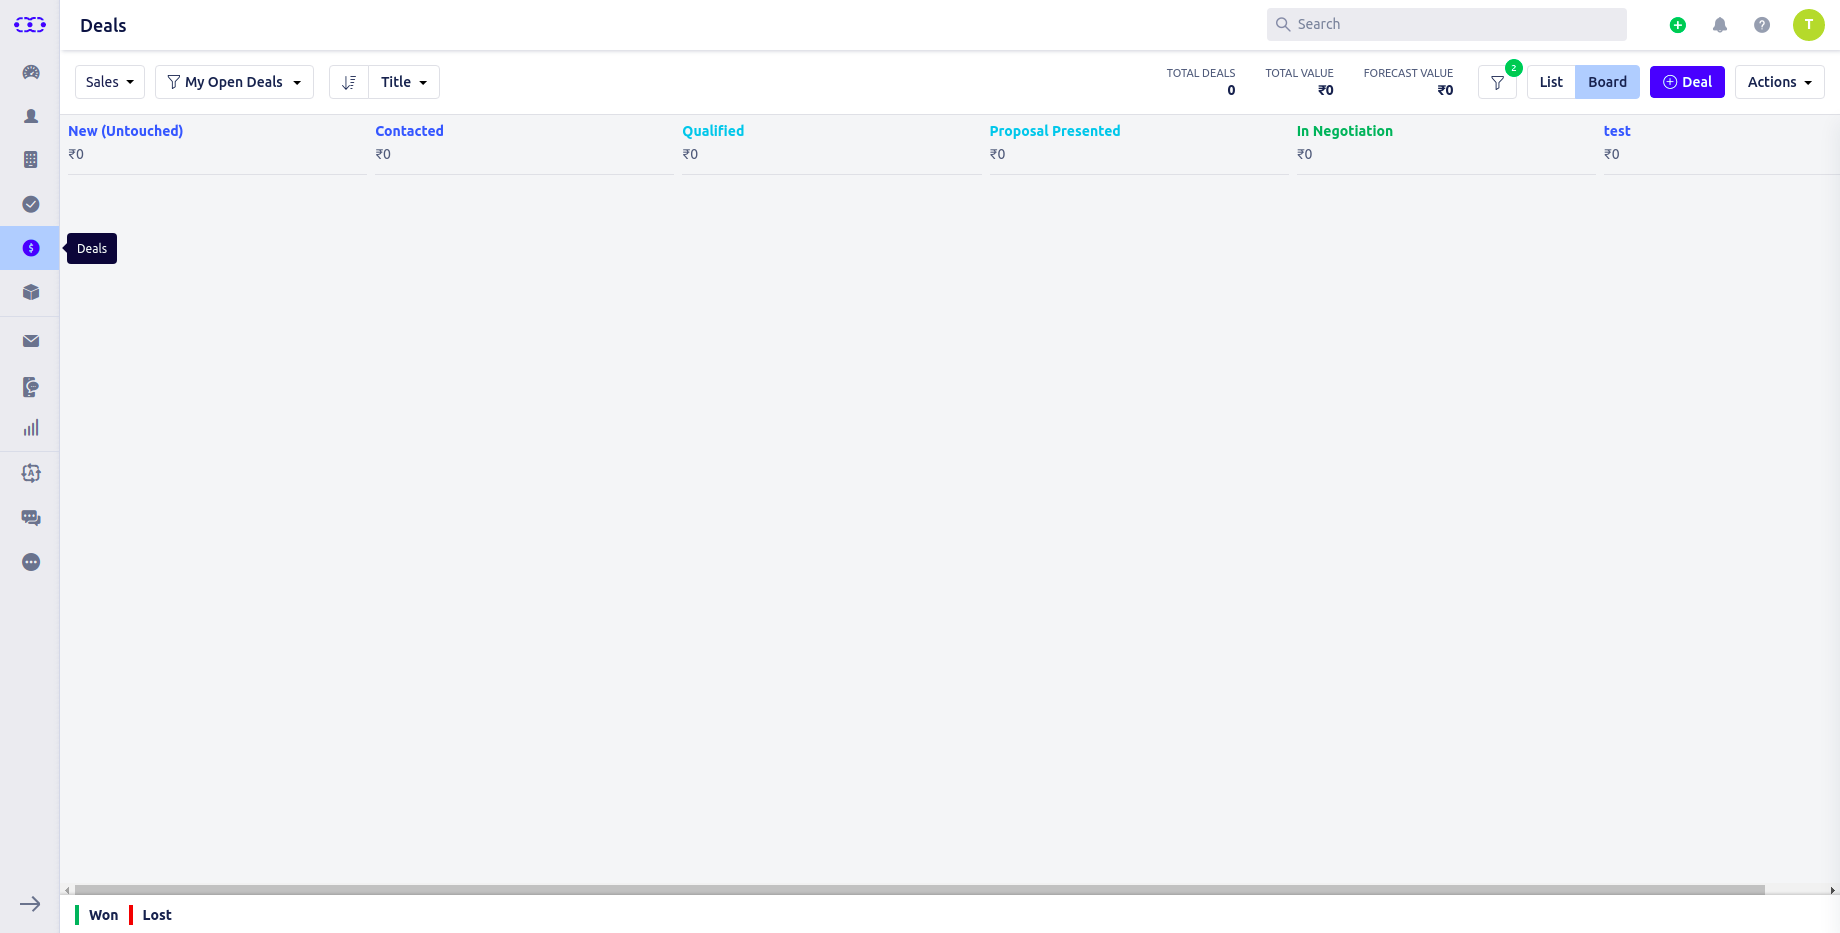 Deals
Search
T
Sales
My Open Deals
Title
TOTAL DEALS
0
TOTAL VALUE
₹0
FORECAST VALUE
₹0
2
List
Board
Deal
Actions
New (Untouched)
₹0
Contacted
₹0
Qualified
₹0
Proposal Presented
₹0
In Negotiation
₹0
test
₹0
Deals
Won
Lost